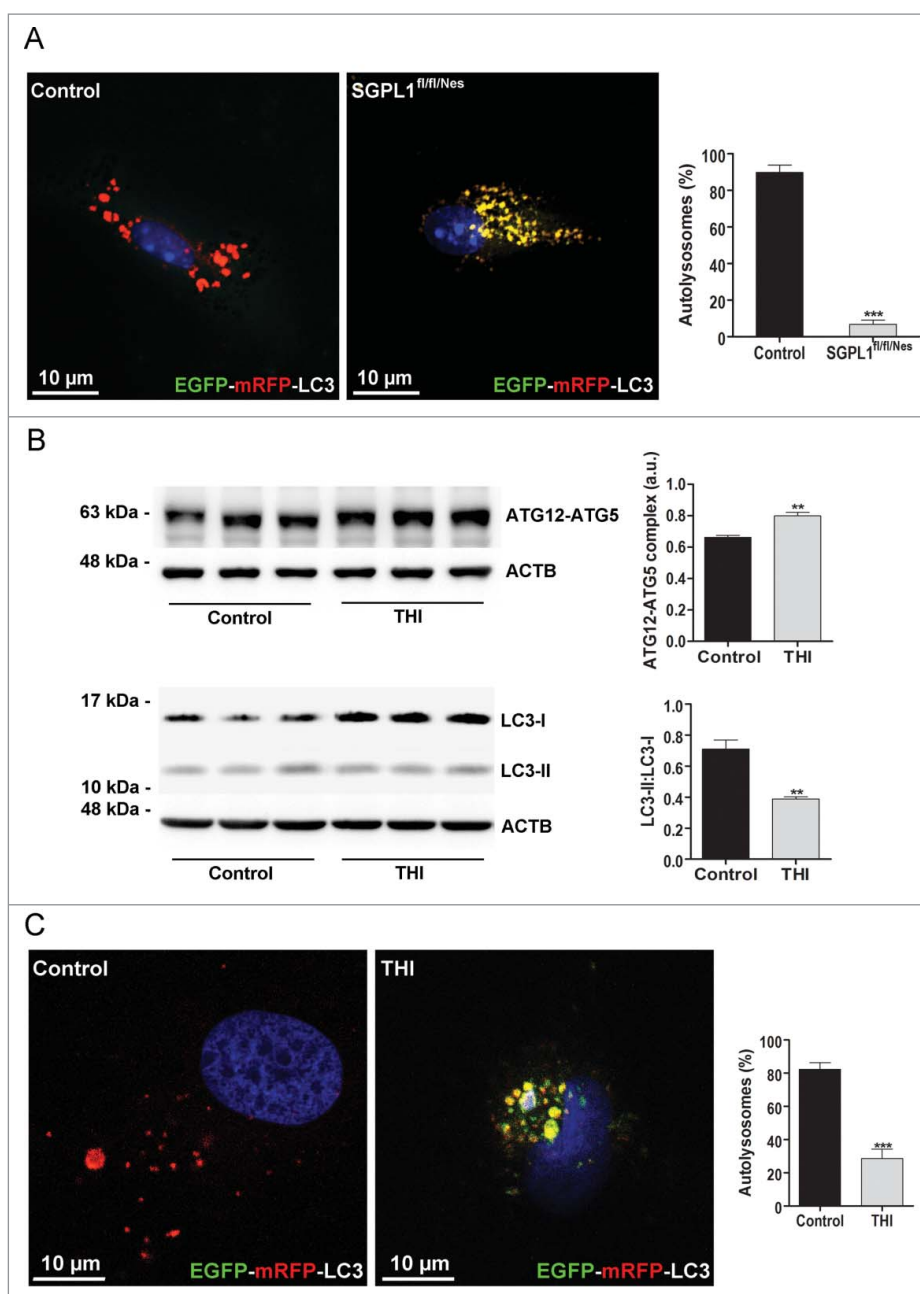 A
Control
SGPL1fl/fl/Nes
10 µm
EGFP-mRFP-LC3
10 µm
EGFP-mRFP-LC3
Autolysosomes (%)
100
80
60
40
20
0
***
Control
SGPL1fl/fl/Nes
B
63 kDa -
ATG12-ATG5
48 kDa -
ACTB
Control
THI
ATG12-ATG5 complex (a.u.)
1.0
0.8
0.6
0.4
0.2
0.0
**
Control
THI
17 kDa -
LC3-I
LC3-II
10 kDa -
48 kDa -
ACTB
Control
THI
LC3-II:LC3-I
0.8
0.6
0.4
0.2
0.0
**
Control
THI
C
Control
THI
10 µm
EGFP-mRFP-LC3
10 µm
EGFP-mRFP-LC3
Autolysosomes (%)
100
80
60
40
20
0
***
Control
THI